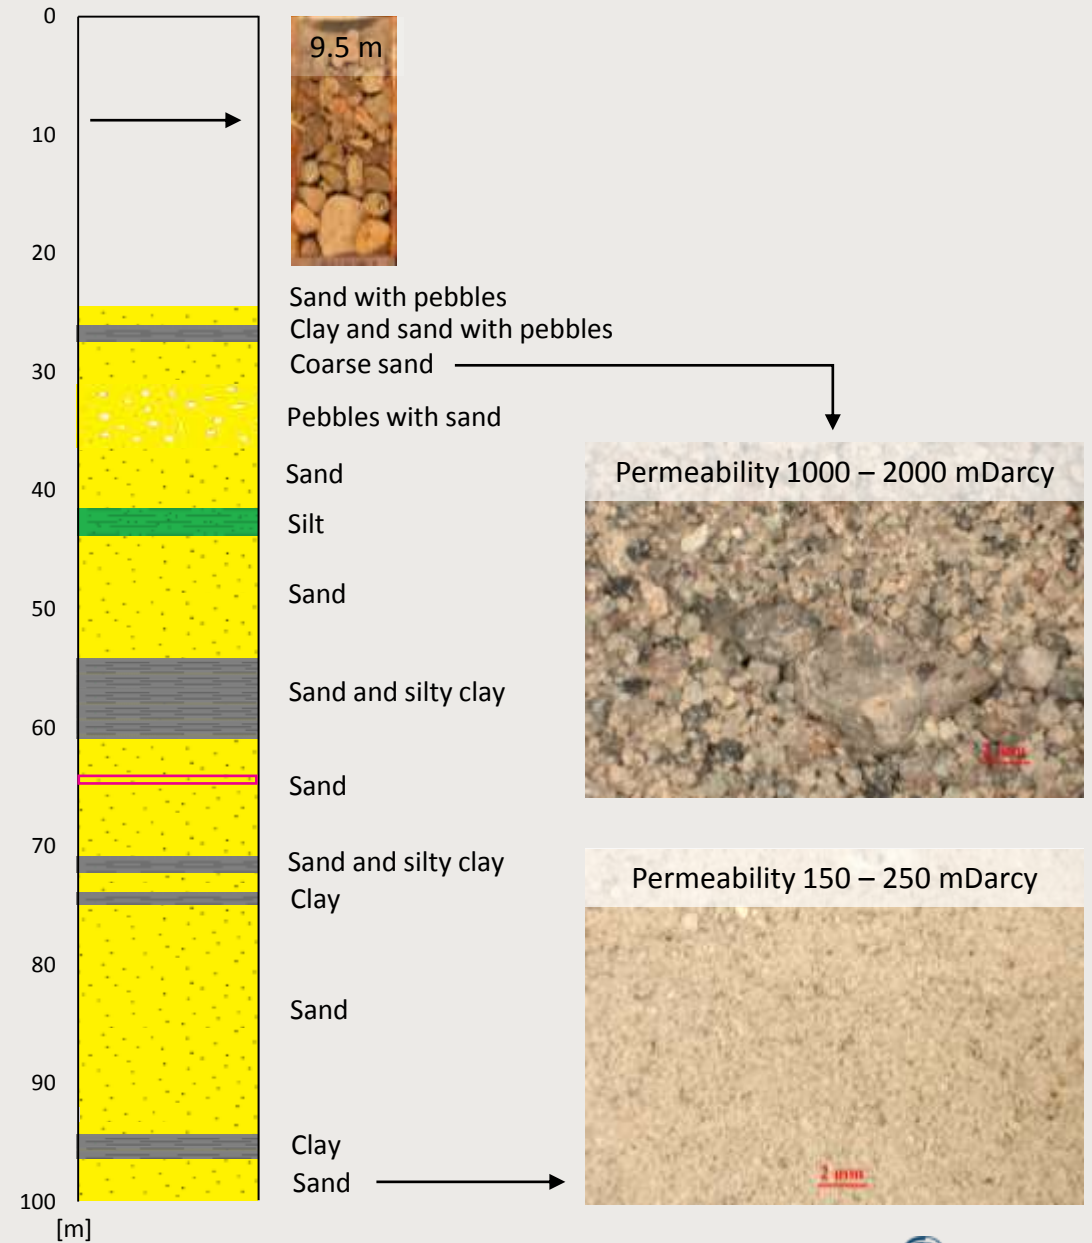 0
9.5 m
10
20
Sand with pebbles
Clay and sand with pebbles
Coarse sand
30
Pebbles with sand
Sand
Permeability 1000 – 2000 mDarcy
40
Silt
Sand
50
Sand and silty clay
60
Sand
70
Sand and silty clay
Permeability 150 – 250 mDarcy
Clay
80
Sand
90
Clay
2 mm
Sand
100
[m]